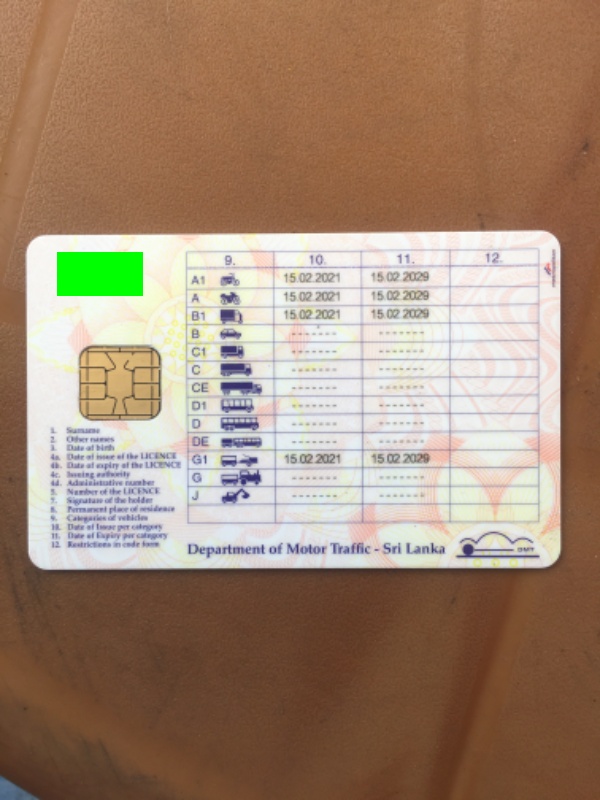 9. 10. 11. 12.
A1 15.02.2021 15.02.2029
A 15.02.2021 15.02.2029
B1 15.02.2021 15.02.2029
B ------- -------
C1 ------- -------
C ------- -------
CE ------- -------
D1 ------- -------
D ------- -------
DE ------- -------
G1 15.02.2021 15.02.2029
G ------- -------
J ------- -------
1. Surname
2. Other names
3. Date of birth
4a. Date of issue of the LICENCE
4b. Date of expiry of the LICENCE
4c. Issuing authority
4d. Administrative number
5. Number of the LICENCE
7. Signature of the holder
8. Permanent place of residence
9. Categories of vehicles
10. Date of Issue per category
11. Date of Expiry per category
12. Restrictions in code form
Department of Motor Traffic - Sri Lanka
DMT